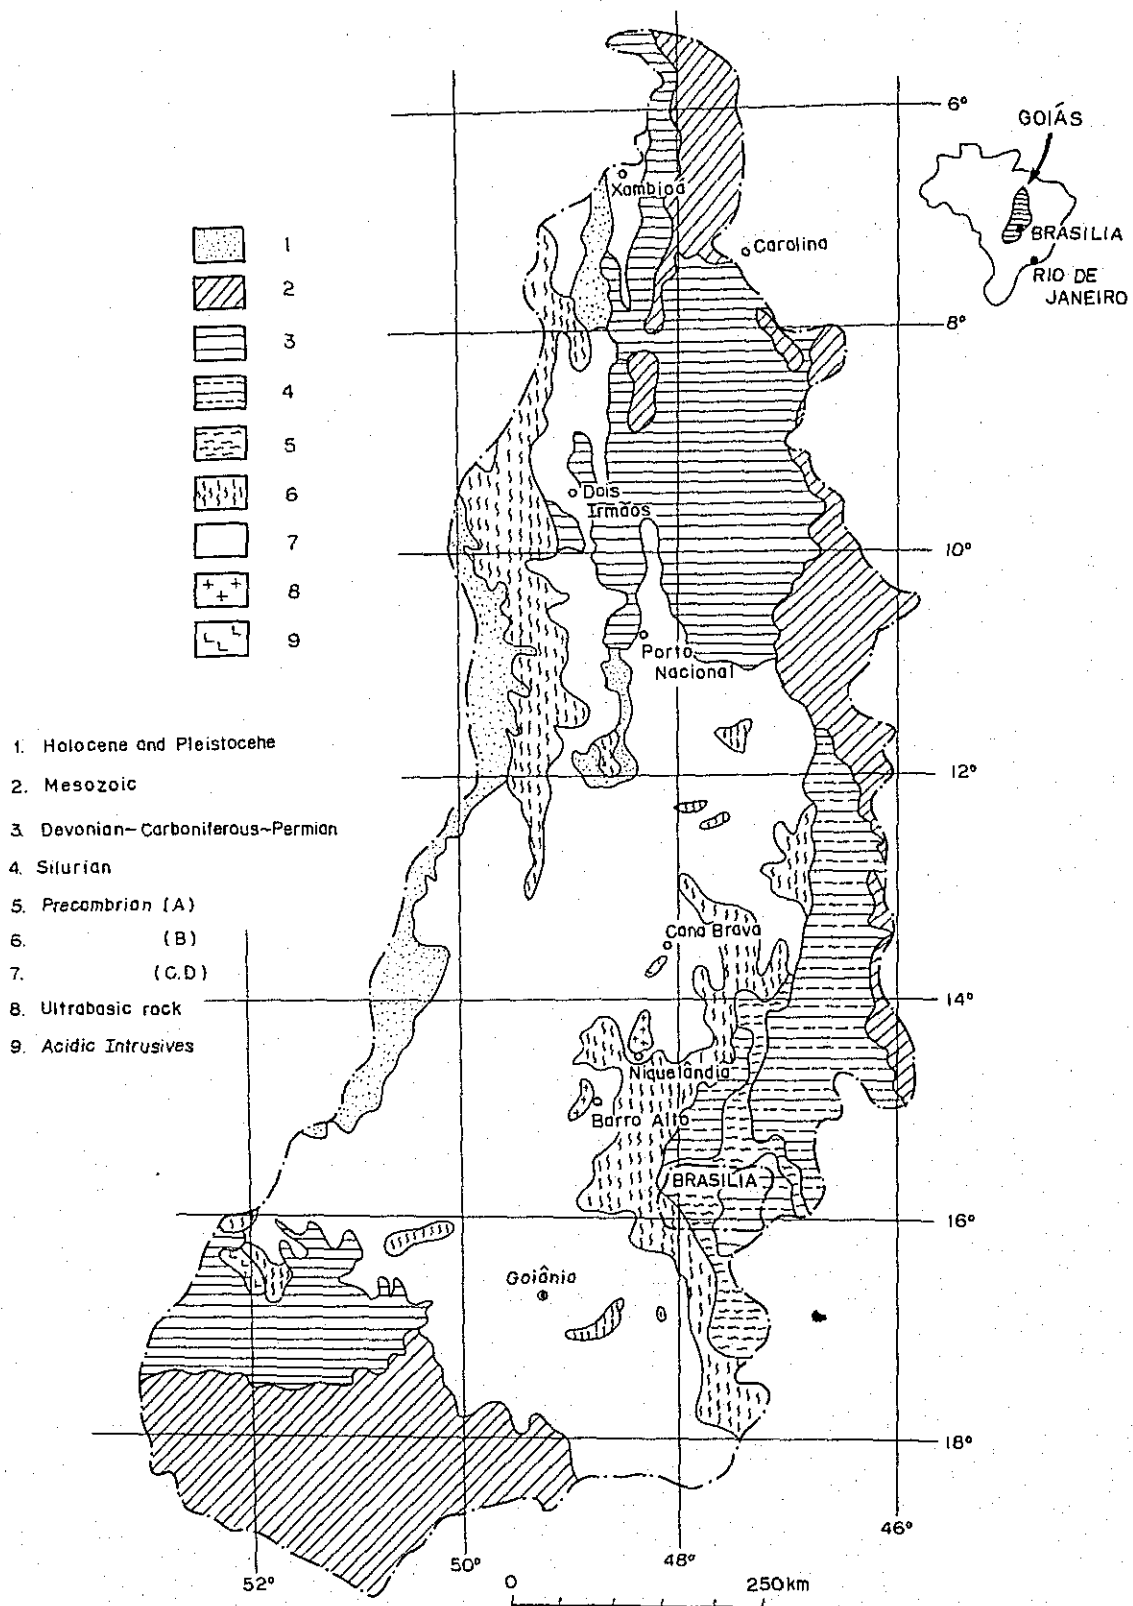 6°
GOIÁS
Xambioá
Carolina
BRASILIA
RIO DE
JANEIRO
8°
1
2
3
4
5
6
7
8
9
Dois
Irmãos
10°
Porto
Nacional
12°
1. Holocene and Pleistocehe
2. Mesozoic
3. Devonian-Carboniferous-Permian
4. Silurian
5. Precambrian (A)
6. (B)
7. (C.D)
8. Ultrabasic rock
9. Acidic Intrusives
Cana Brava
14°
Niquelândia
Barro Alto
BRASILIA
16°
Goiânia
18°
52°
50°
48°
46°
0 250km